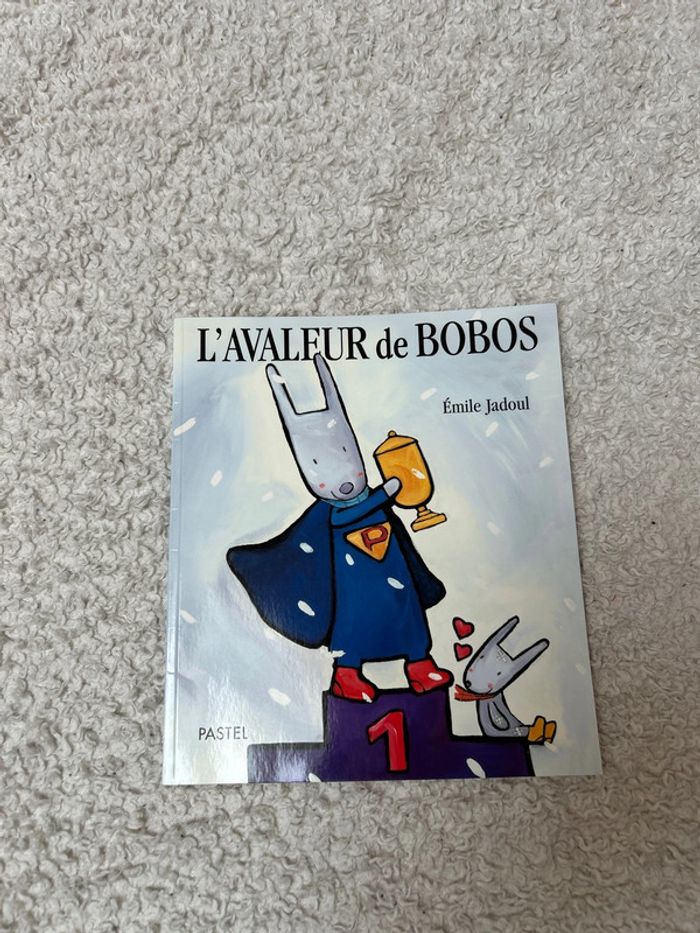 L'AVALEUR de BOBOS
Émile Jadoul
P
PASTEL
1